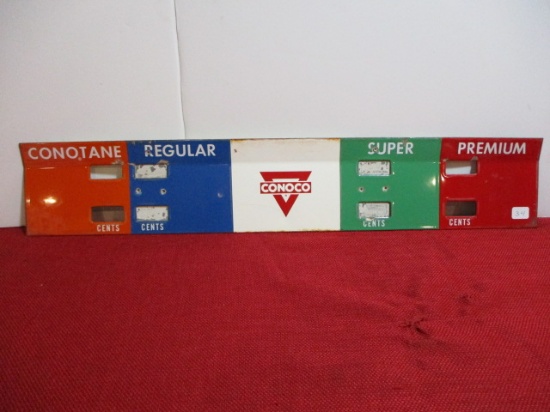 CONOTANE REGULAR SUPER PREMIUM
CONOCO
CENTS CENTS CENTS CENTS